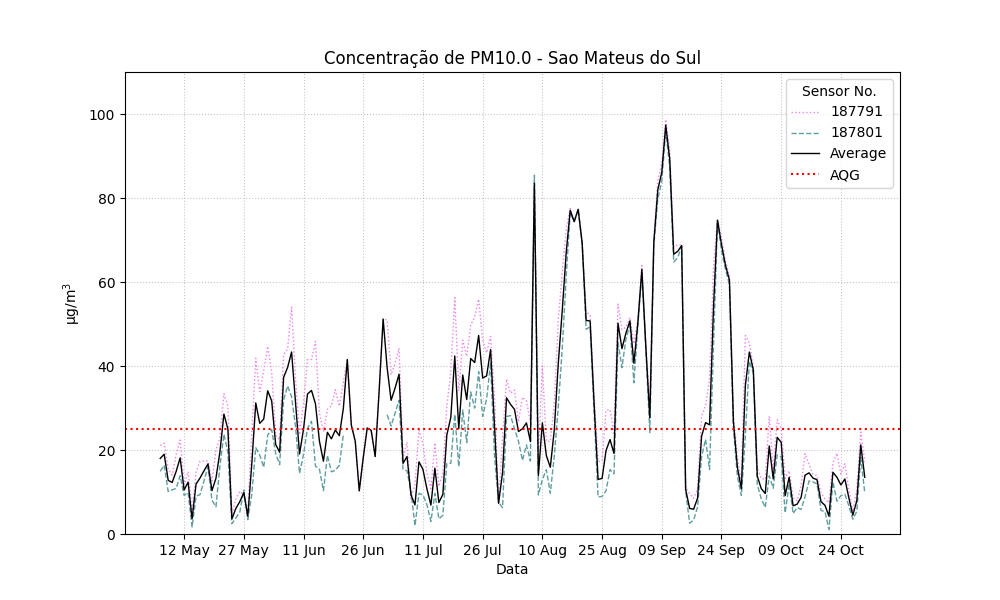 Concentração de PM10.0 - Sao Mateus do Sul
Sensor No.
187791
187801
Average
AQG
100
80
60
40
20
0
µg/m³
12 May 27 May 11 Jun 26 Jun 11 Jul 26 Jul 10 Aug 25 Aug 09 Sep 24 Sep 09 Oct 24 Oct
Data